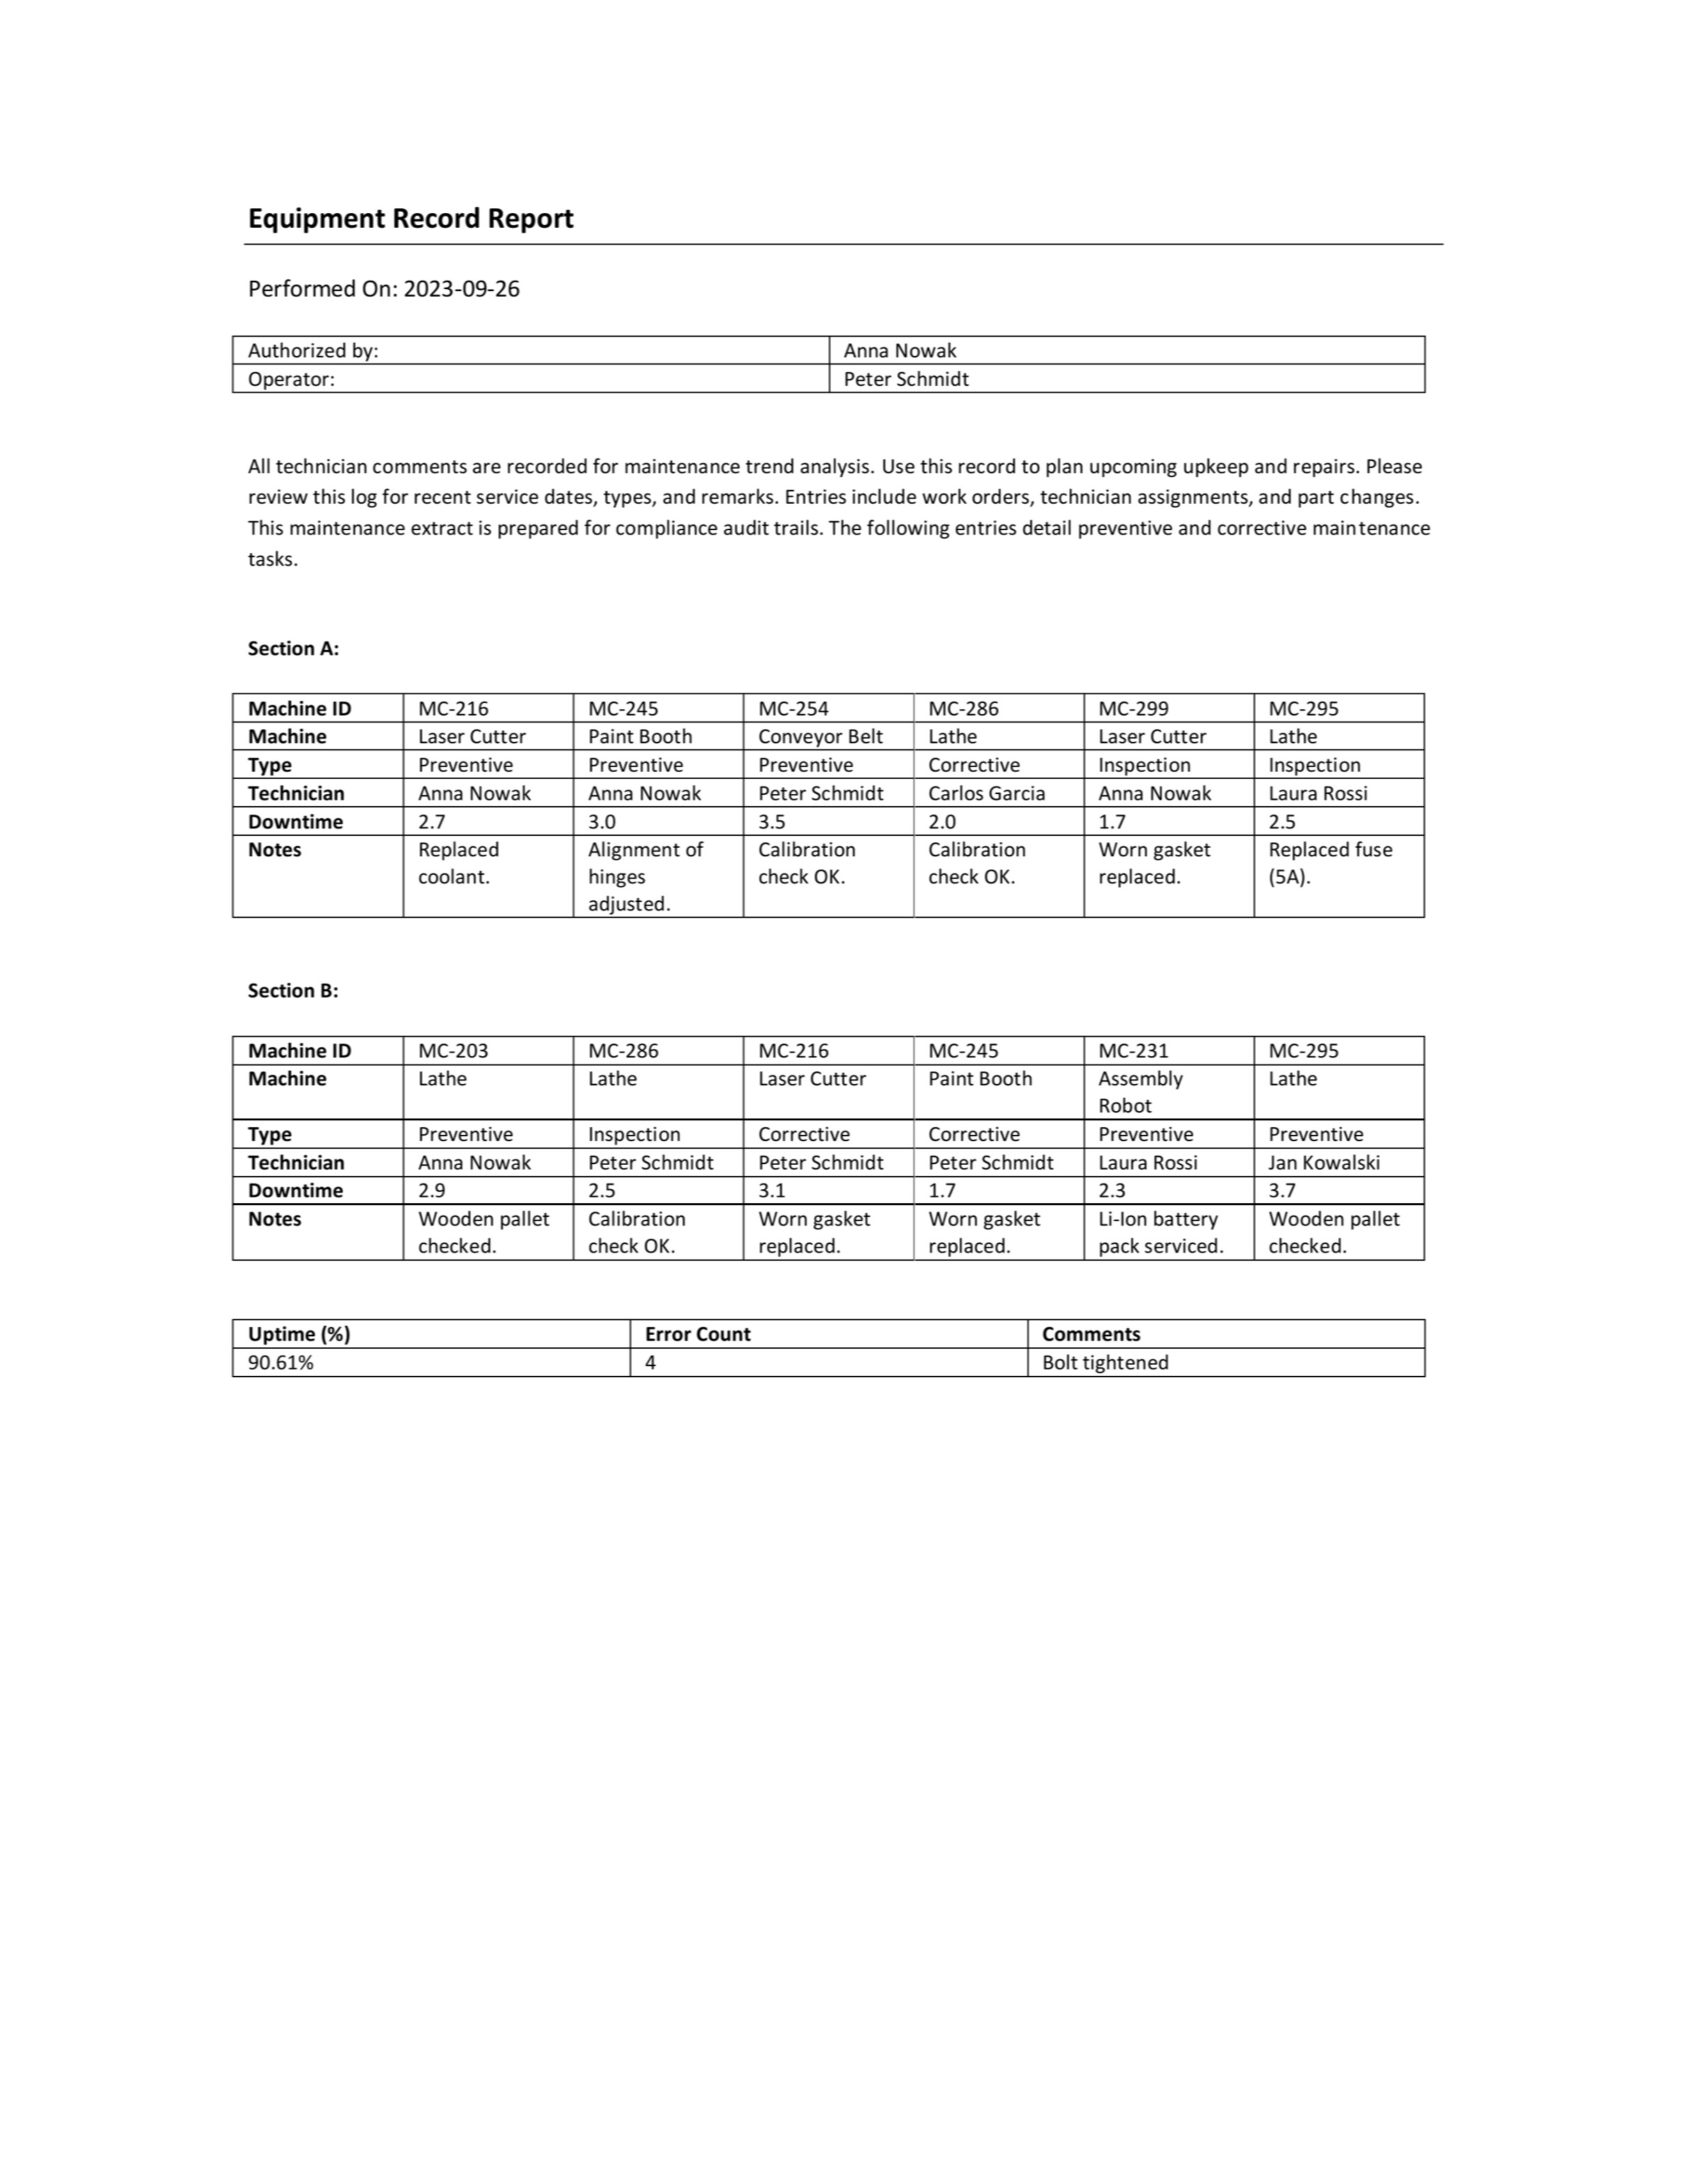 Equipment Record Report
Performed On: 2023-09-26
Authorized by: Anna Nowak
Operator: Peter Schmidt
All technician comments are recorded for maintenance trend analysis. Use this record to plan upcoming upkeep and repairs. Please
review this log for recent service dates, types, and remarks. Entries include work orders, technician assignments, and part changes.
This maintenance extract is prepared for compliance audit trails. The following entries detail preventive and corrective maintenance
tasks.
Section A:
Machine ID MC-216 MC-245 MC-254 MC-286 MC-299 MC-295
Machine Laser Cutter Paint Booth Conveyor Belt Lathe Laser Cutter Lathe
Type Preventive Preventive Preventive Corrective Inspection Inspection
Technician Anna Nowak Anna Nowak Peter Schmidt Carlos Garcia Anna Nowak Laura Rossi
Downtime 2.7 3.0 3.5 2.0 1.7 2.5
Notes Replaced Alignment of Calibration Calibration Worn gasket Replaced fuse
coolant. hinges check OK. check OK. replaced. (5A).
adjusted.
Section B:
Machine ID MC-203 MC-286 MC-216 MC-245 MC-231 MC-295
Machine Lathe Lathe Laser Cutter Paint Booth Assembly Lathe
Robot
Type Preventive Inspection Corrective Corrective Preventive Preventive
Technician Anna Nowak Peter Schmidt Peter Schmidt Peter Schmidt Laura Rossi Jan Kowalski
Downtime 2.9 2.5 3.1 1.7 2.3 3.7
Notes Wooden pallet Calibration Worn gasket Worn gasket Li-Ion battery Wooden pallet
checked. check OK. replaced. replaced. pack serviced. checked.
Uptime (%) Error Count Comments
90.61% 4 Bolt tightened